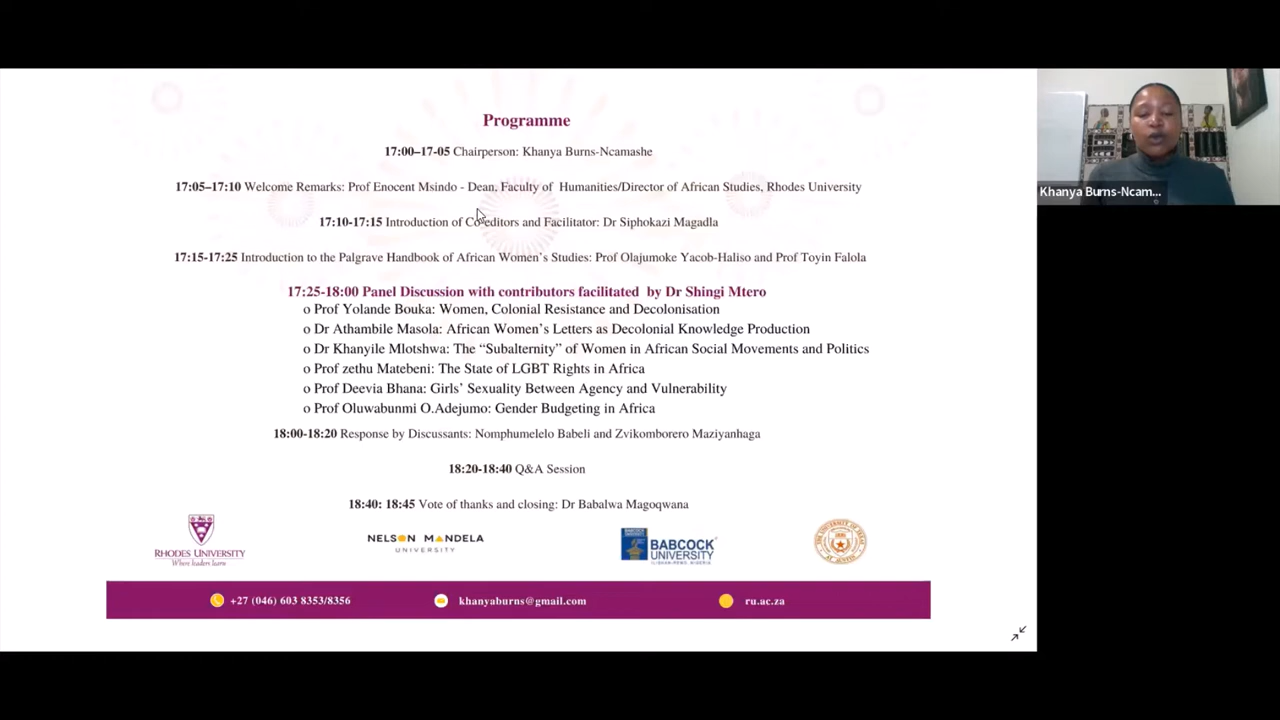 Programme
17:00–17-05 Chairperson: Khanya Burns-Ncamashe
17:05–17:10 Welcome Remarks: Prof Enocent Msindo - Dean, Faculty of Humanities/Director of African Studies, Rhodes University
17:10-17:15 Introduction of Co-editors and Facilitator: Dr Siphokazi Magadla
17:15-17:25 Introduction to the Palgrave Handbook of African Women's Studies: Prof Olajumoke Yacob-Haliso and Prof Toyin Falola
17:25-18:00 Panel Discussion with contributors facilitated by Dr Shingi Mtero
o Prof Yolande Bouka: Women, Colonial Resistance and Decolonisation
o Dr Athambile Masola: African Women's Letters as Decolonial Knowledge Production
o Dr Khanyile Mlotshwa: The “Subalternity” of Women in African Social Movements and Politics
o Prof zethu Matebeni: The State of LGBT Rights in Africa
o Prof Deevia Bhana: Girls' Sexuality Between Agency and Vulnerability
o Prof Oluwabunmi O.Adejumo: Gender Budgeting in Africa
18:00-18:20 Response by Discussants: Nomphumelelo Babeli and Zvikomborero Maziyanhaga
18:20-18:40 Q&A Session
18:40: 18:45 Vote of thanks and closing: Dr Babalwa Magoqwana
RHODES UNIVERSITY
Where leaders learn
NELSON MANDELA
UNIVERSITY
BABCOCK
UNIVERSITY
+27 (046) 603 8353/8356
khanyaburns@gmail.com
ru.ac.za
Khanya Burns-Ncam...